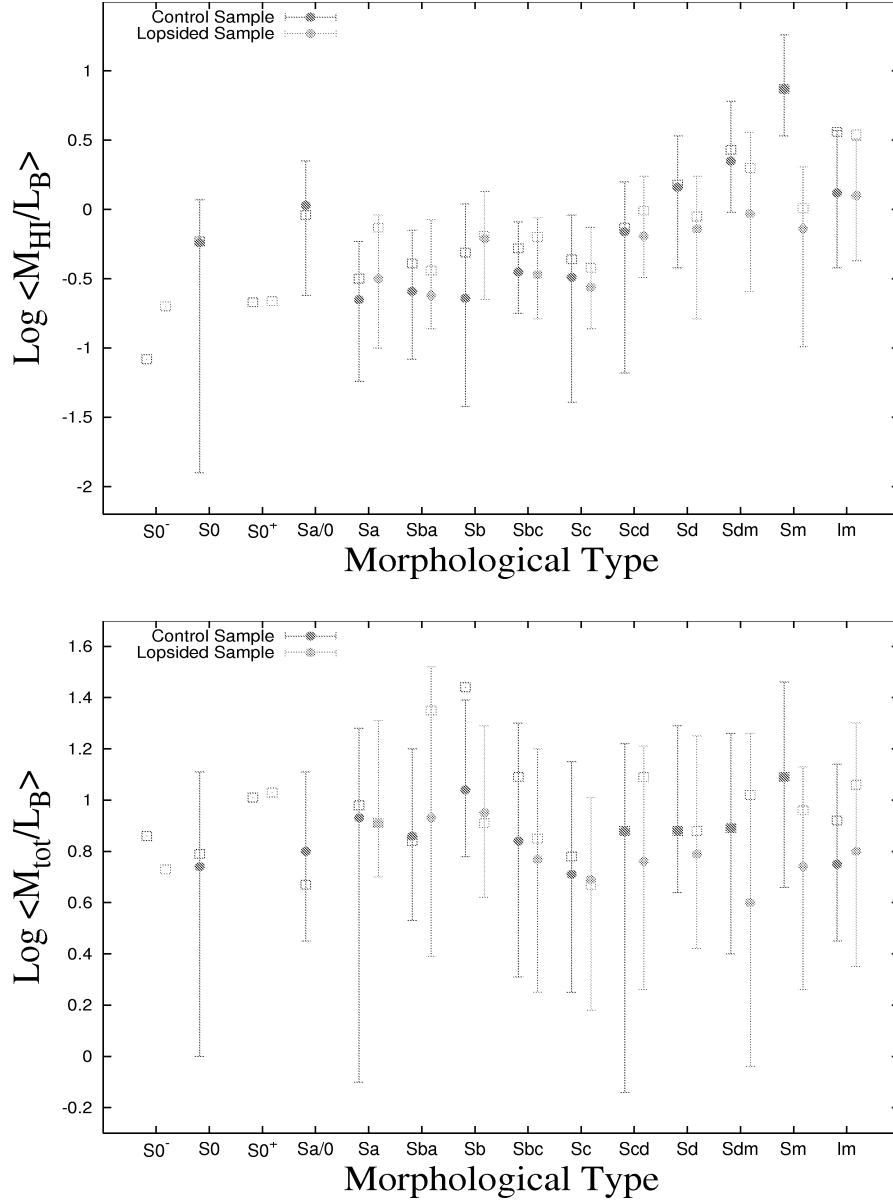 Control Sample
Lopsided Sample
1
0.5
0
-0.5
-1
-1.5
-2
Log <M_HI/L_B>
S0⁻ S0 S0⁺ Sa/0 Sa Sba Sb Sbc Sc Scd Sd Sdm Sm Im
Morphological Type
Control Sample
Lopsided Sample
1.6
1.4
1.2
1
0.8
0.6
0.4
0.2
0
-0.2
Log <M_tot/L_B>
S0⁻ S0 S0⁺ Sa/0 Sa Sba Sb Sbc Sc Scd Sd Sdm Sm Im
Morphological Type